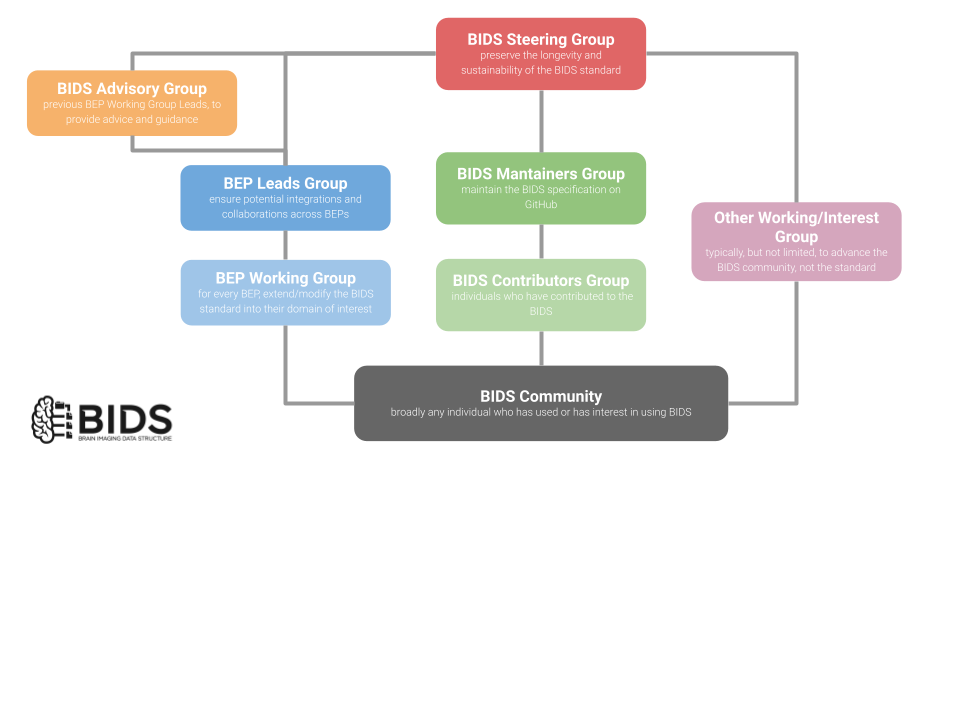 BIDS Steering Group
preserve the longevity and
sustainability of the BIDS standard
BIDS Advisory Group
previous BEP Working Group Leads, to
provide advice and guidance
BEP Leads Group
ensure potential integrations and
collaborations across BEPs
BIDS Mantainers Group
maintain the BIDS specification on
GitHub
Other Working/Interest
Group
typically, but not limited, to advance the
BIDS community, not the standard
BEP Working Group
for every BEP, extend/modify the BIDS
standard into their domain of interest
BIDS Contributors Group
individuals who have contributed to the
BIDS
BIDS Community
broadly any individual who has used or has interest in using BIDS
BIDS
BRAIN IMAGING DATA STRUCTURE